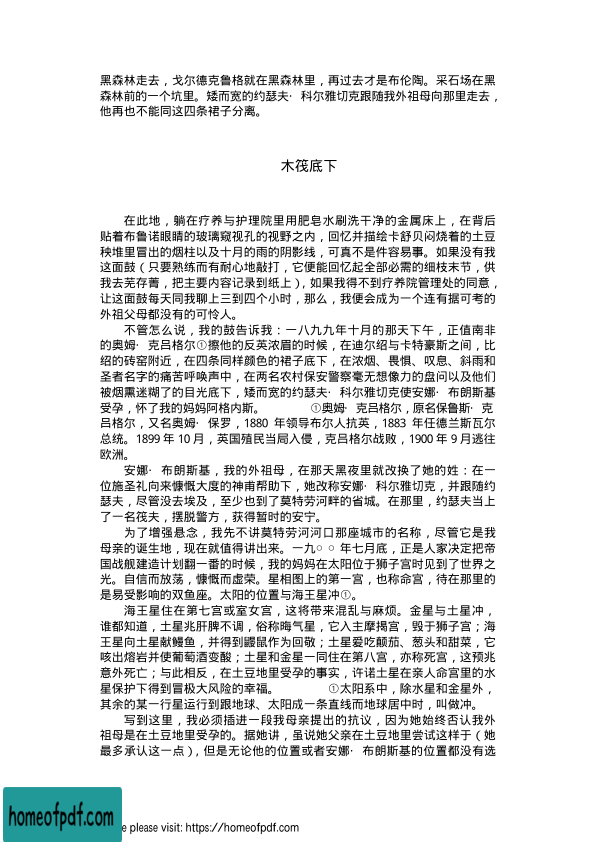 黑森林走去，戈尔德克鲁格就在黑森林里，再过去才是布伦陶。采石场在黑
森林前的一个坑里。矮而宽的约瑟夫·科尔雅切克跟随我外祖母向那里走去，
他再也不能同这四条裙子分离。
木筏底下
在此地，躺在疗养与护理院里用肥皂水刷洗干净的金属床上，在背后
贴着布鲁诺眼睛的玻璃窥视孔的视野之内，回忆并描绘卡舒贝闷烧着的土豆
秧堆里冒出的烟柱以及十月的雨的阴影线，可真不是件容易事。如果没有我
这面鼓（只要熟练而有耐心地敲打，它便能回忆起全部必需的细枝末节，供
我去芜存菁，把主要内容记录到纸上），如果我得不到疗养院管理处的同意，
让这面鼓每天同我聊上三到四个小时，那么，我便会成为一个连有据可考的
外祖父母都没有的可怜人。
不管怎么说，我的鼓告诉我：一八九九年十月的那天下午，正值南非
的奥姆·克吕格尔①擦他的反英浓眉的时候，在迪尔绍与卡特豪斯之间，比
绍的砖窑附近，在四条同样颜色的裙子底下，在浓烟、畏惧、叹息、斜雨和
圣者名字的痛苦呼唤声中，在两名农村保安警察毫无想像力的盘问以及他们
被烟熏迷糊了的目光底下，矮而宽的约瑟夫·科尔雅切克使安娜·布朗斯基
受孕，怀了我的妈妈阿格内斯。 ①奥姆·克吕格尔，原名保鲁斯·克
吕格尔，又名奥姆·保罗，1880 年领导布尔人抗英，1883 年任德兰斯瓦尔
总统。1899 年 10 月，英国殖民当局入侵，克吕格尔战败，1900 年 9 月逃往
欧洲。
安娜·布朗斯基，我的外祖母，在那天黑夜里就改换了她的姓：在一
位施圣礼向来慷慨大度的神甫帮助下，她改称安娜·科尔雅切克，并跟随约
瑟夫，尽管没去埃及，至少也到了莫特劳河畔的省城。在那里，约瑟夫当上
了一名筏夫，摆脱警方，获得暂时的安宁。
为了增强悬念，我先不讲莫特劳河河口那座城市的名称，尽管它是我
母亲的诞生地，现在就值得讲出来。一九○○年七月底，正是人家决定把帝
国战舰建造计划翻一番的时候，我的妈妈在太阳位于狮子宫时见到了世界之
光。自信而放荡，慷慨而虚荣。星相图上的第一宫，也称命宫，待在那里的
是易受影响的双鱼座。太阳的位置与海王星冲①。
海王星住在第七宫或室女宫，这将带来混乱与麻烦。金星与土星冲，
谁都知道，土星兆肝脾不调，俗称晦气星，它入主摩揭宫，毁于狮子宫；海
王星向土星献鳗鱼，并得到鼹鼠作为回敬；土星爱吃颠茄、葱头和甜菜，它
咳出熔岩并使葡萄酒变酸；土星和金星一同住在第八宫，亦称死宫，这预兆
意外死亡；与此相反，在土豆地里受孕的事实，许诺土星在亲人命宫里的水
星保护下得到冒极大风险的幸福。 ①太阳系中，除水星和金星外，
其余的某一行星运行到跟地球、太阳成一条直线而地球居中时，叫做冲。
写到这里，我必须插进一段我母亲提出的抗议，因为她始终否认我外
祖母是在土豆地里受孕的。据她讲，虽说她父亲在土豆地里尝试这样于（她
最多承认这一点），但是无论他的位置或者安娜·布朗斯基的位置都没有选
homeofpdf.com
e please visit: https://homeofpdf.com